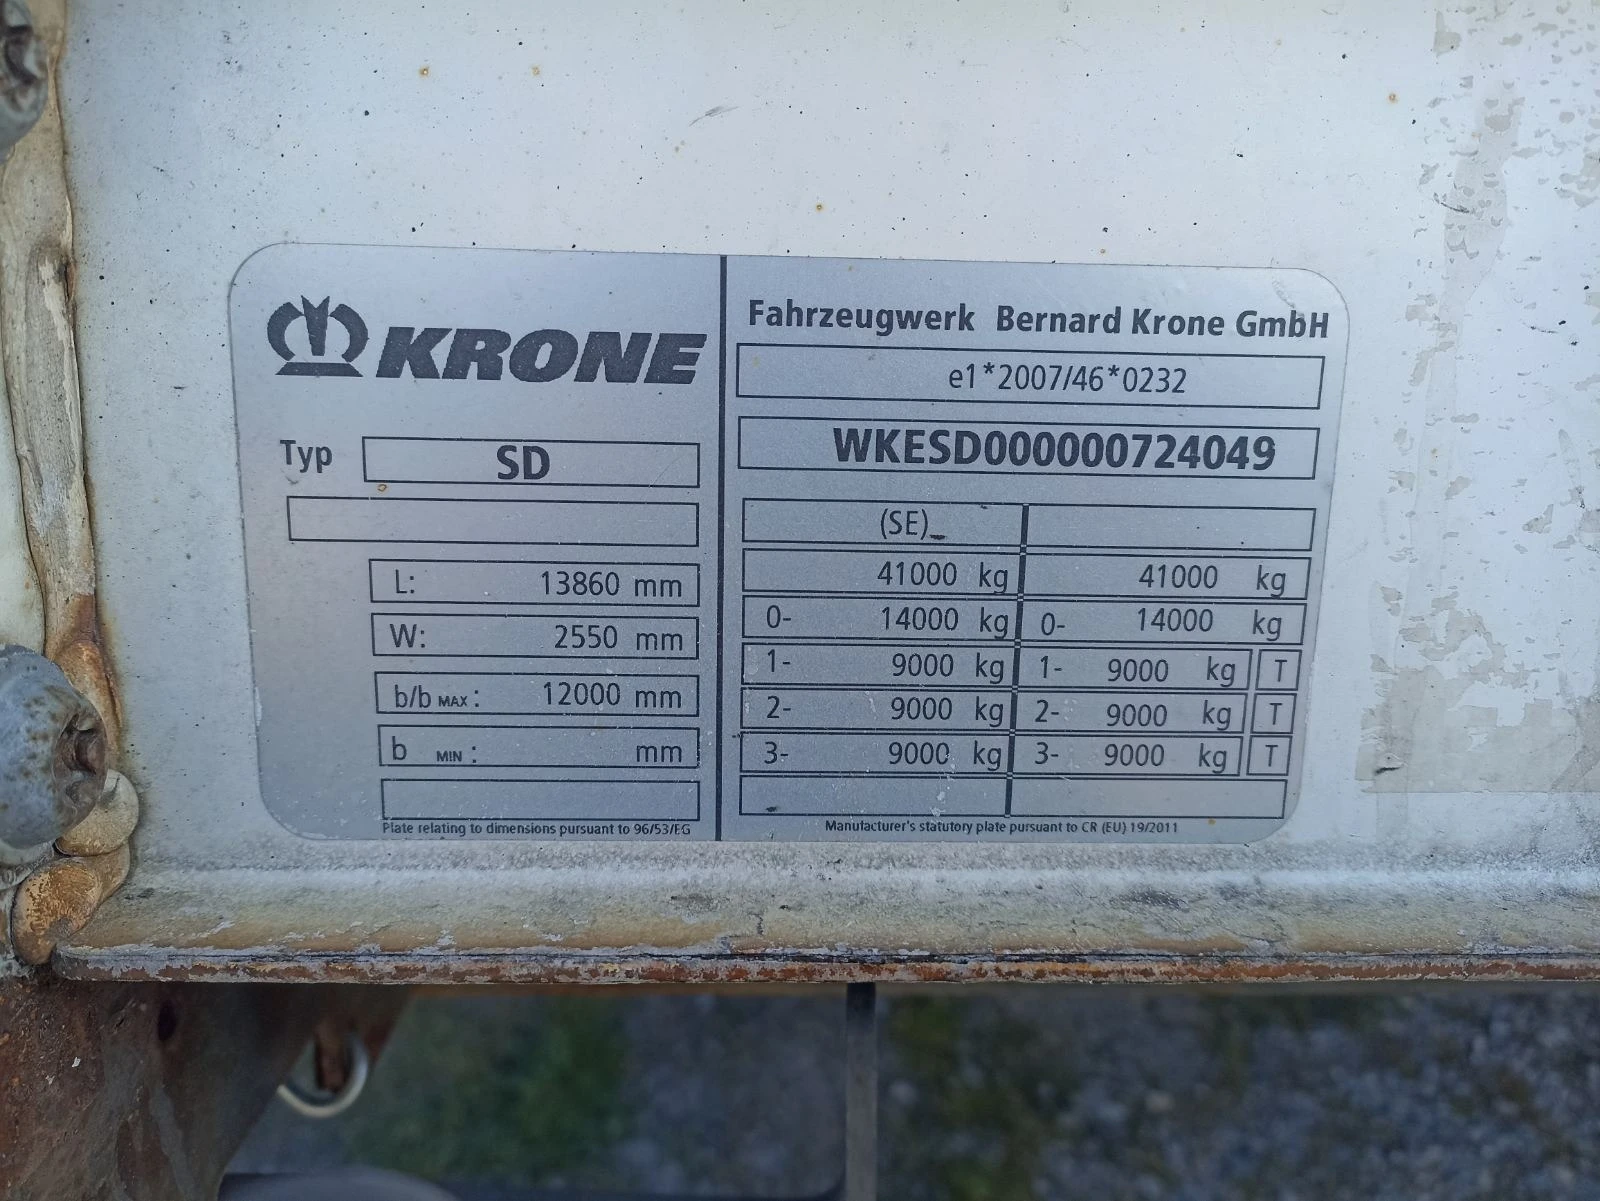 KRONE
Typ SD
L: 13860 mm
W: 2550 mm
b/b MAX : 12000 mm
b MIN : mm
Plate relating to dimensions pursuant to 96/53/EG
Fahrzeugwerk Bernard Krone GmbH
e1*2007/46*0232
WKESD000000724049
(SE)_
41000 kg 41000 kg
0- 14000 kg 0- 14000 kg
1- 9000 kg 1- 9000 kg T
2- 9000 kg 2- 9000 kg T
3- 9000 kg 3- 9000 kg T
Manufacturer's statutory plate pursuant to CR (EU) 19/2011